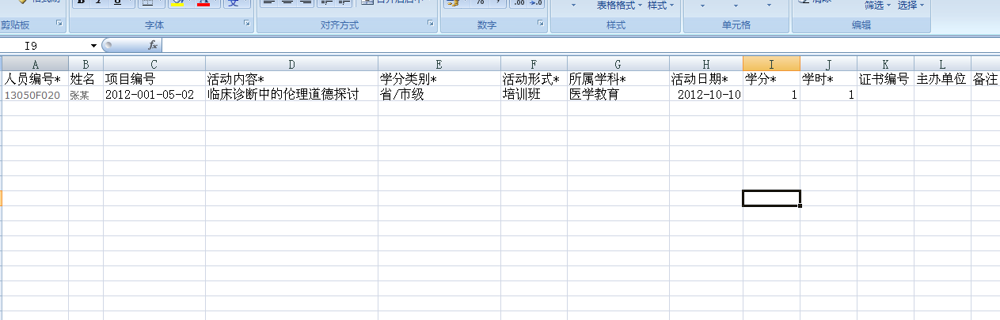 B I U A 文 % , .00 .00
表格格式 样式 筛选 选择
剪贴板 字体 对齐方式 数字 样式 单元格 编辑
I9 fx
A B C D E F G H I J K L
人员编号* 姓名 项目编号 活动内容* 学分类别* 活动形式* 所属学科* 活动日期* 学分* 学时* 证书编号 主办单位 备注
13050F020 张某 2012-001-05-02 临床诊断中的伦理道德探讨 省/市级 培训班 医学教育 2012-10-10 1 1